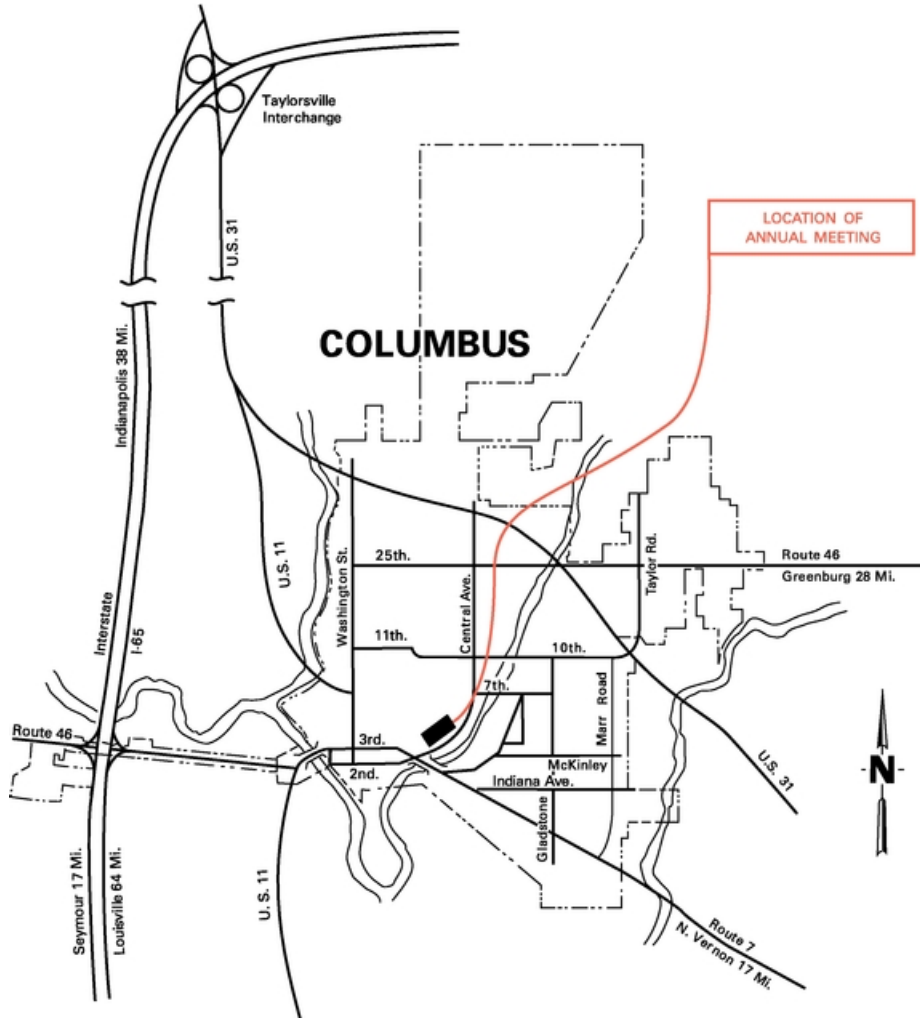 Taylorsville
Interchange
U.S. 31
LOCATION OF
ANNUAL MEETING
COLUMBUS
Indianapolis 38 Mi.
U.S. 11
Washington St.
25th.
Central Ave.
Taylor Rd.
Route 46
Greenburg 28 Mi.
Interstate
I-65
11th.
10th.
7th.
Marr Road
Route 46
3rd.
2nd.
McKinley
Indiana Ave.
Gladstone
U.S. 31
N
Seymour 17 Mi.
Louisville 64 Mi.
U. S. 11
Route 7
N. Vernon 17 Mi.